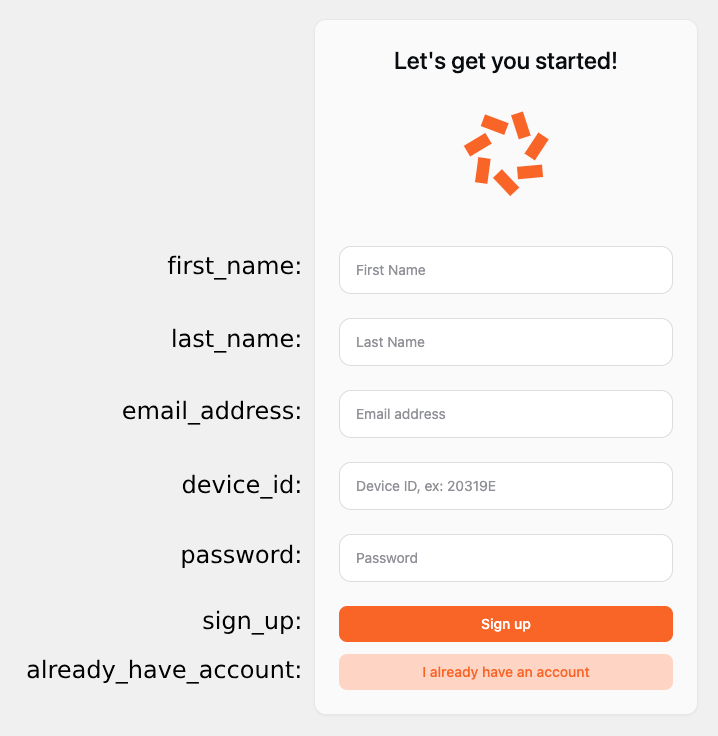 Let's get you started!
first_name:
First Name
last_name:
Last Name
email_address:
Email address
device_id:
Device ID, ex: 20319E
password:
Password
sign_up:
Sign up
already_have_account:
I already have an account